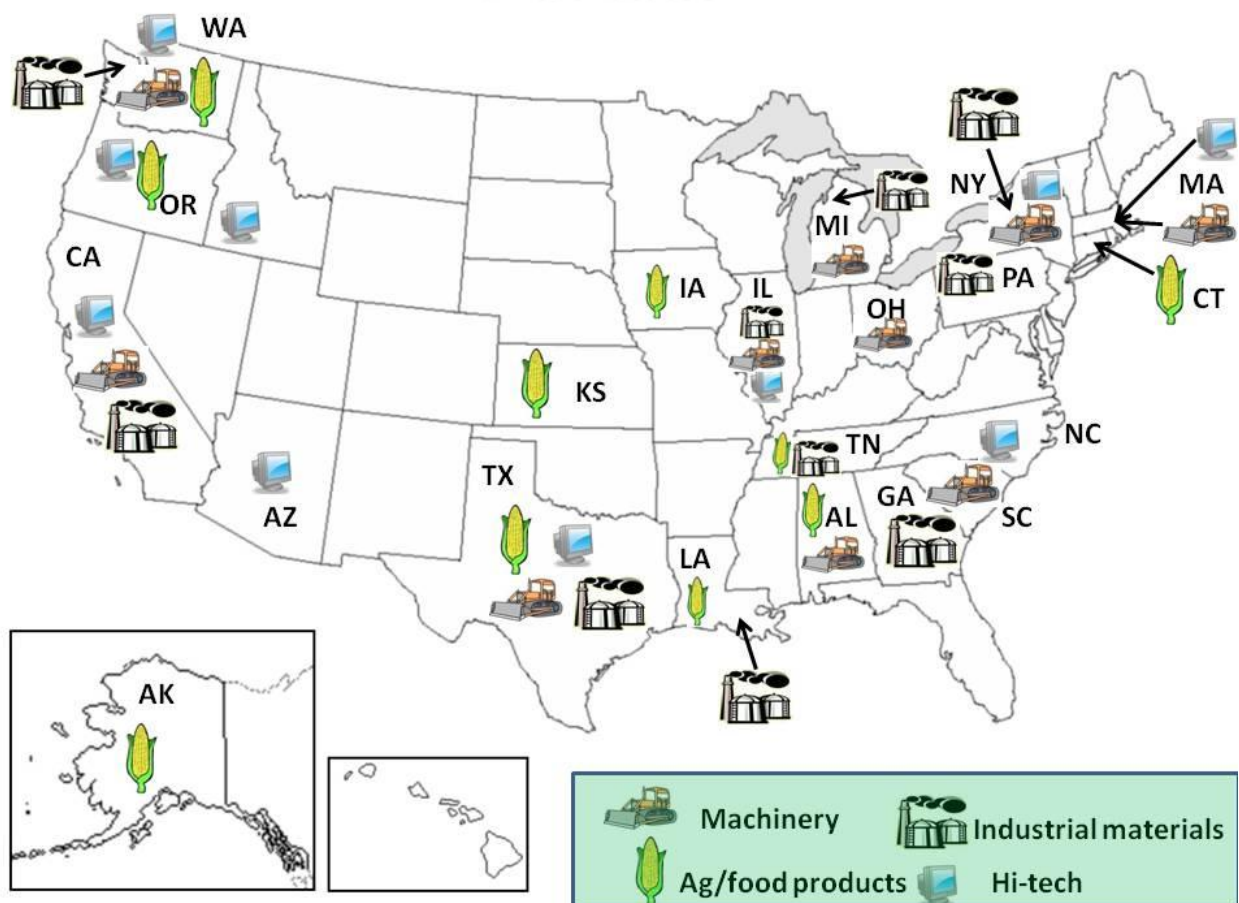 WA
OR
CA
AZ
NY
MA
MI
PA
CT
IA
IL
OH
KS
TN
NC
TX
LA
AL
GA
SC
AK
Machinery
Industrial materials
Ag/food products
Hi-tech